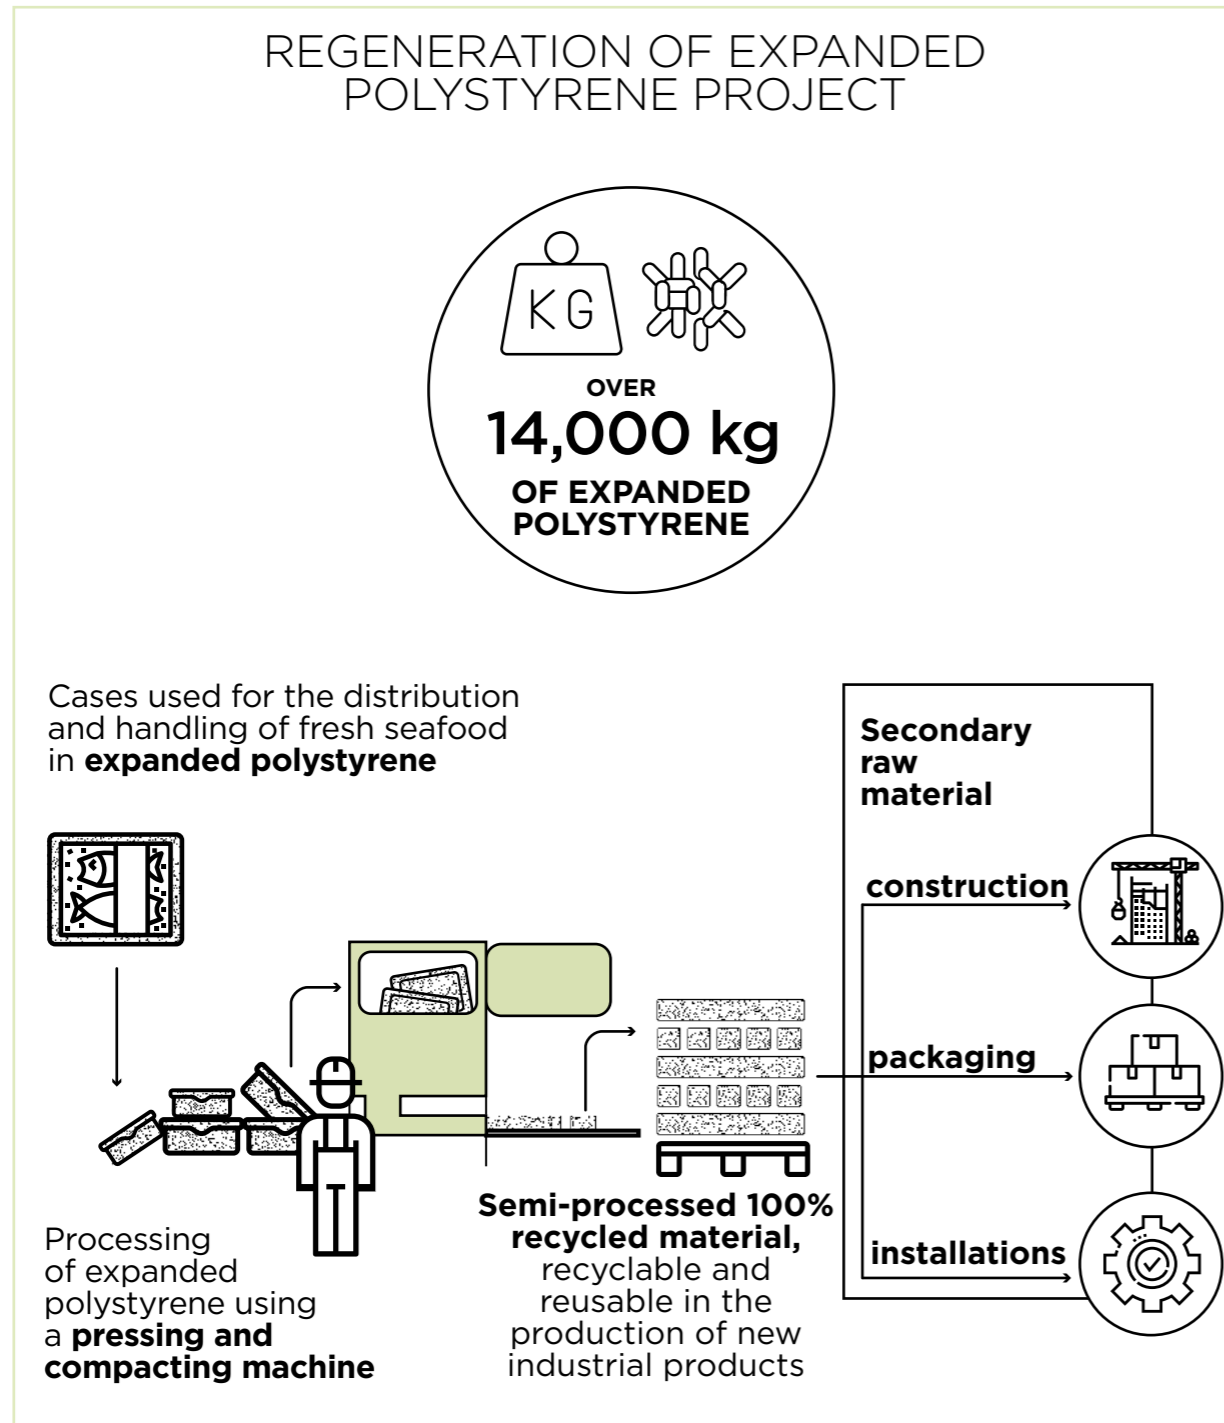 REGENERATION OF EXPANDED
POLYSTYRENE PROJECT
KG
OVER
14,000 kg
OF EXPANDED
POLYSTYRENE
Cases used for the distribution
and handling of fresh seafood
in expanded polystyrene
Processing
of expanded
polystyrene using
a pressing and
compacting machine
Semi-processed 100%
recycled material,
recyclable and
reusable in the
production of new
industrial products
Secondary
raw
material
construction
packaging
installations